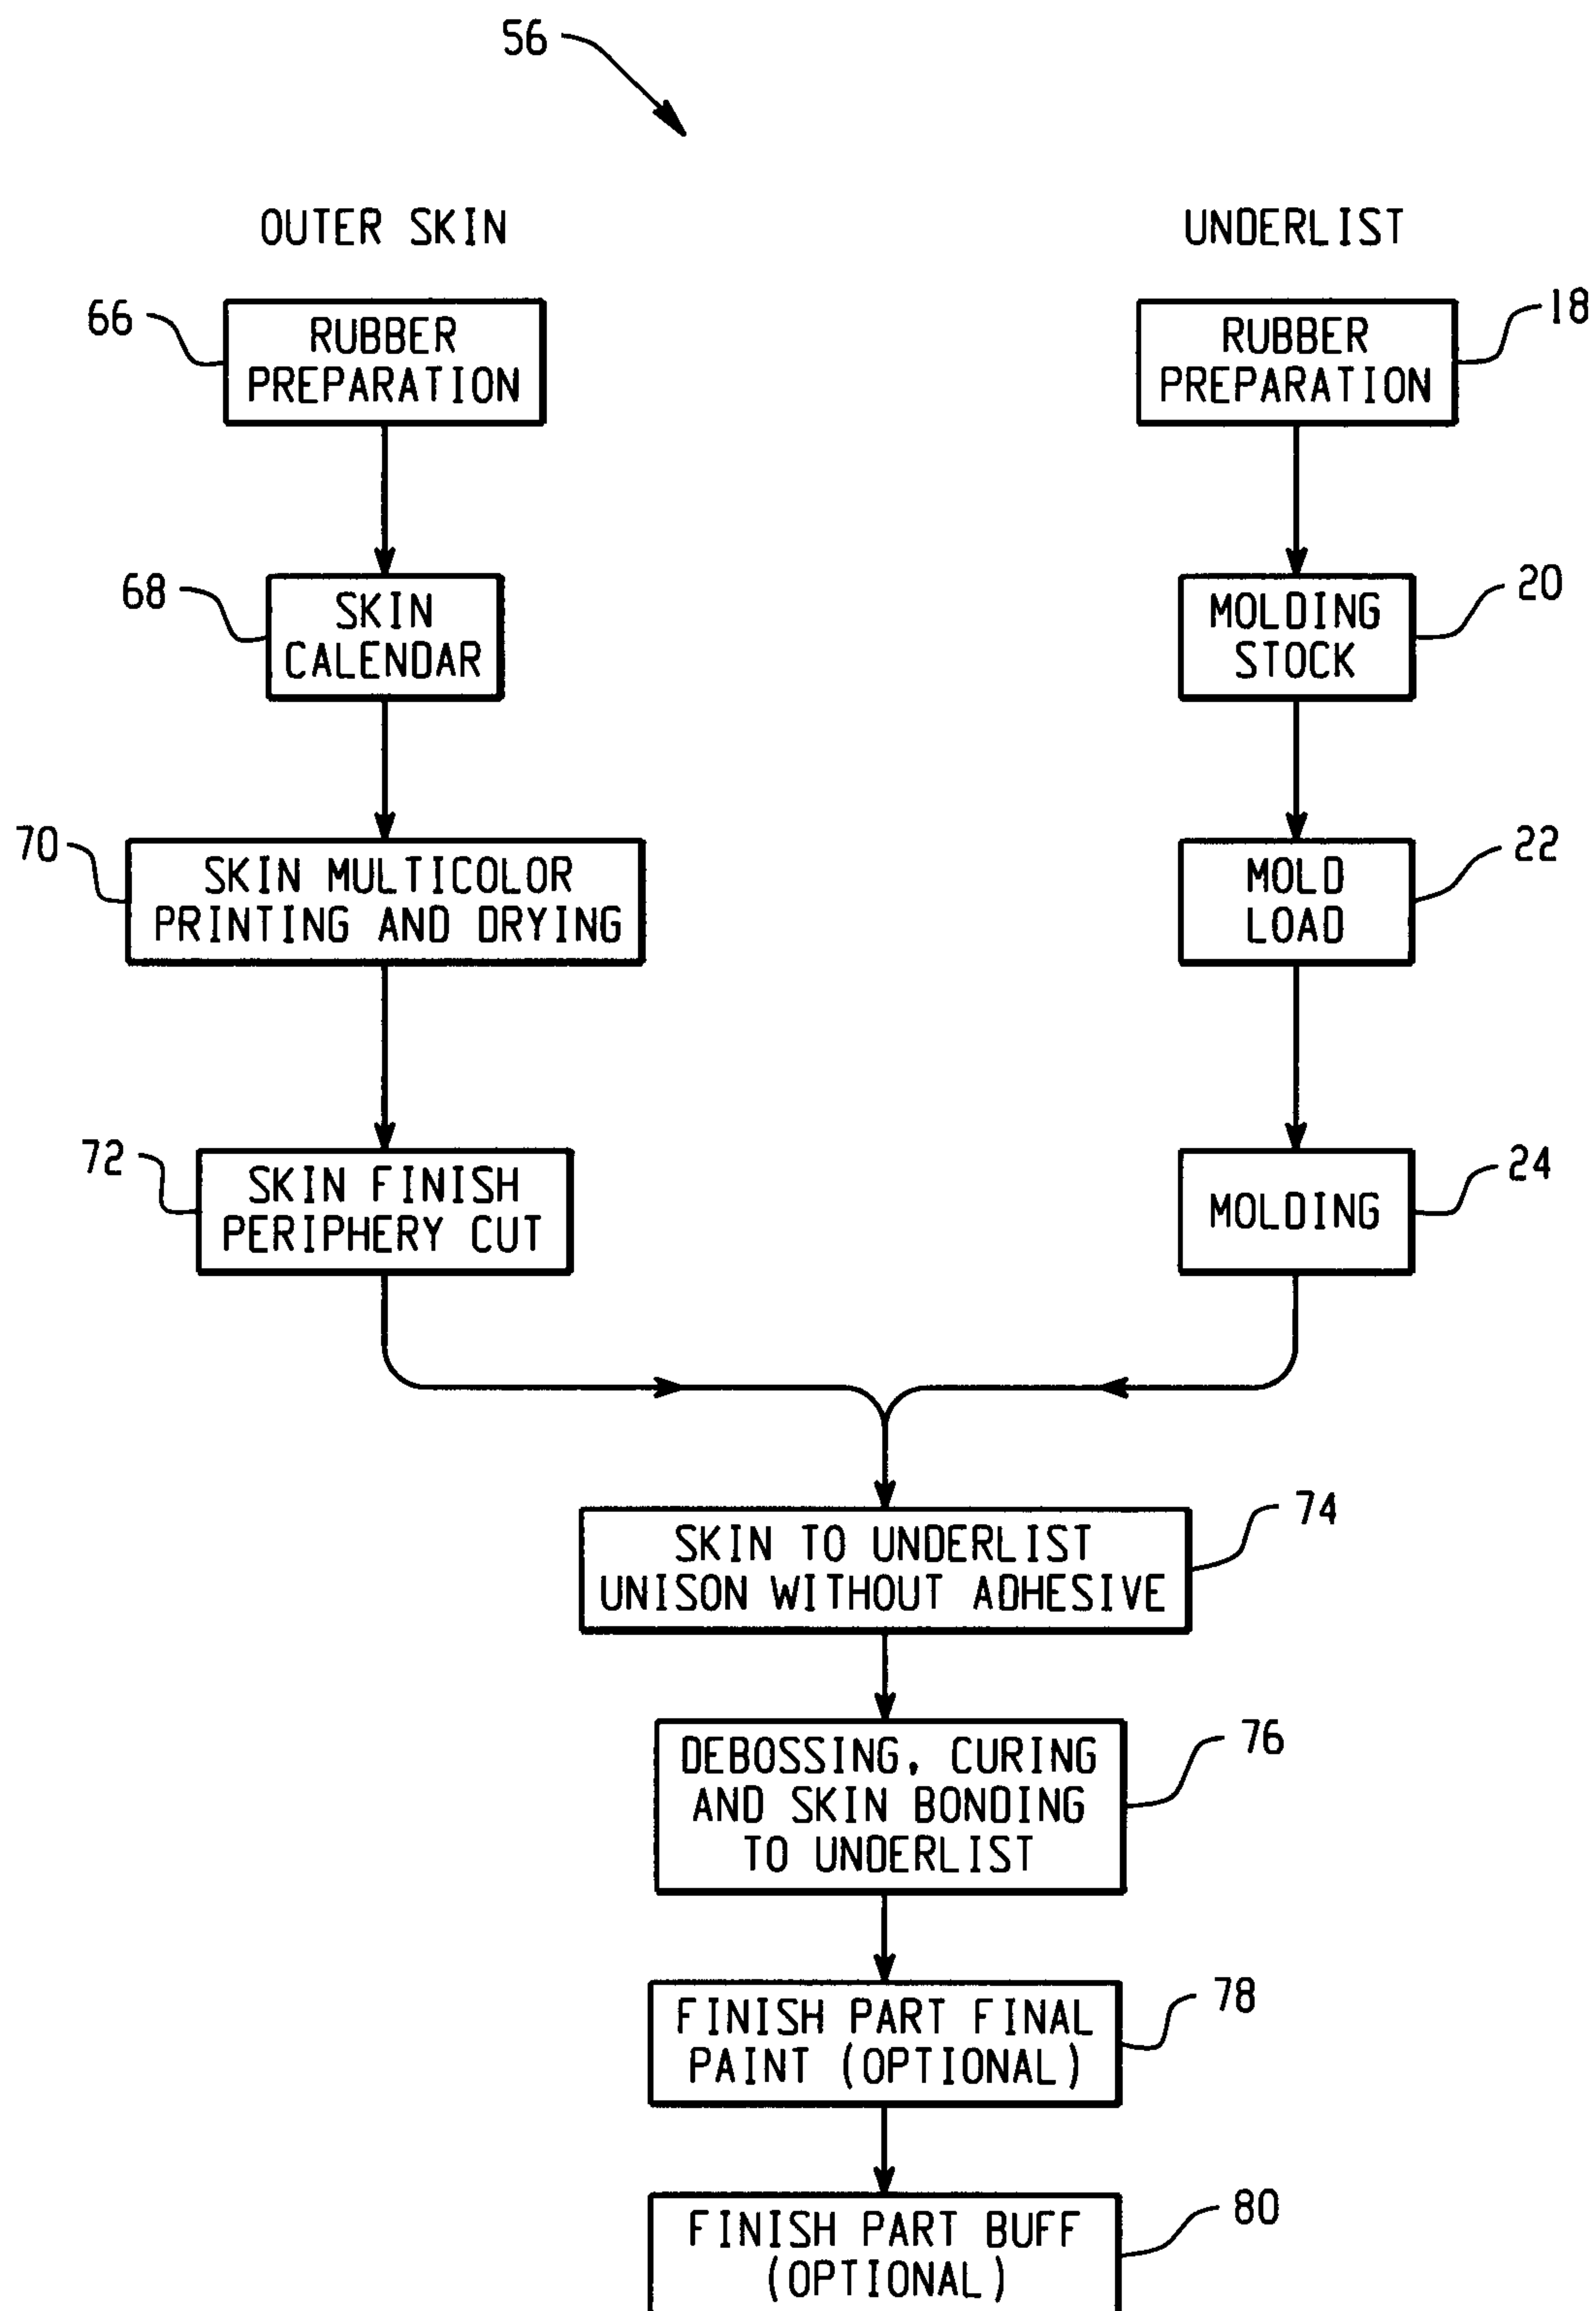 56
OUTER SKIN
UNDERLIST
66
RUBBER
PREPARATION
18
RUBBER
PREPARATION
68
SKIN
CALENDAR
20
MOLDING
STOCK
70
SKIN MULTICOLOR
PRINTING AND DRYING
22
MOLD
LOAD
72
SKIN FINISH
PERIPHERY CUT
24
MOLDING
74
SKIN TO UNDERLIST
UNISON WITHOUT ADHESIVE
76
DEBOSSING, CURING
AND SKIN BONDING
TO UNDERLIST
78
FINISH PART FINAL
PAINT (OPTIONAL)
80
FINISH PART BUFF
(OPTIONAL)